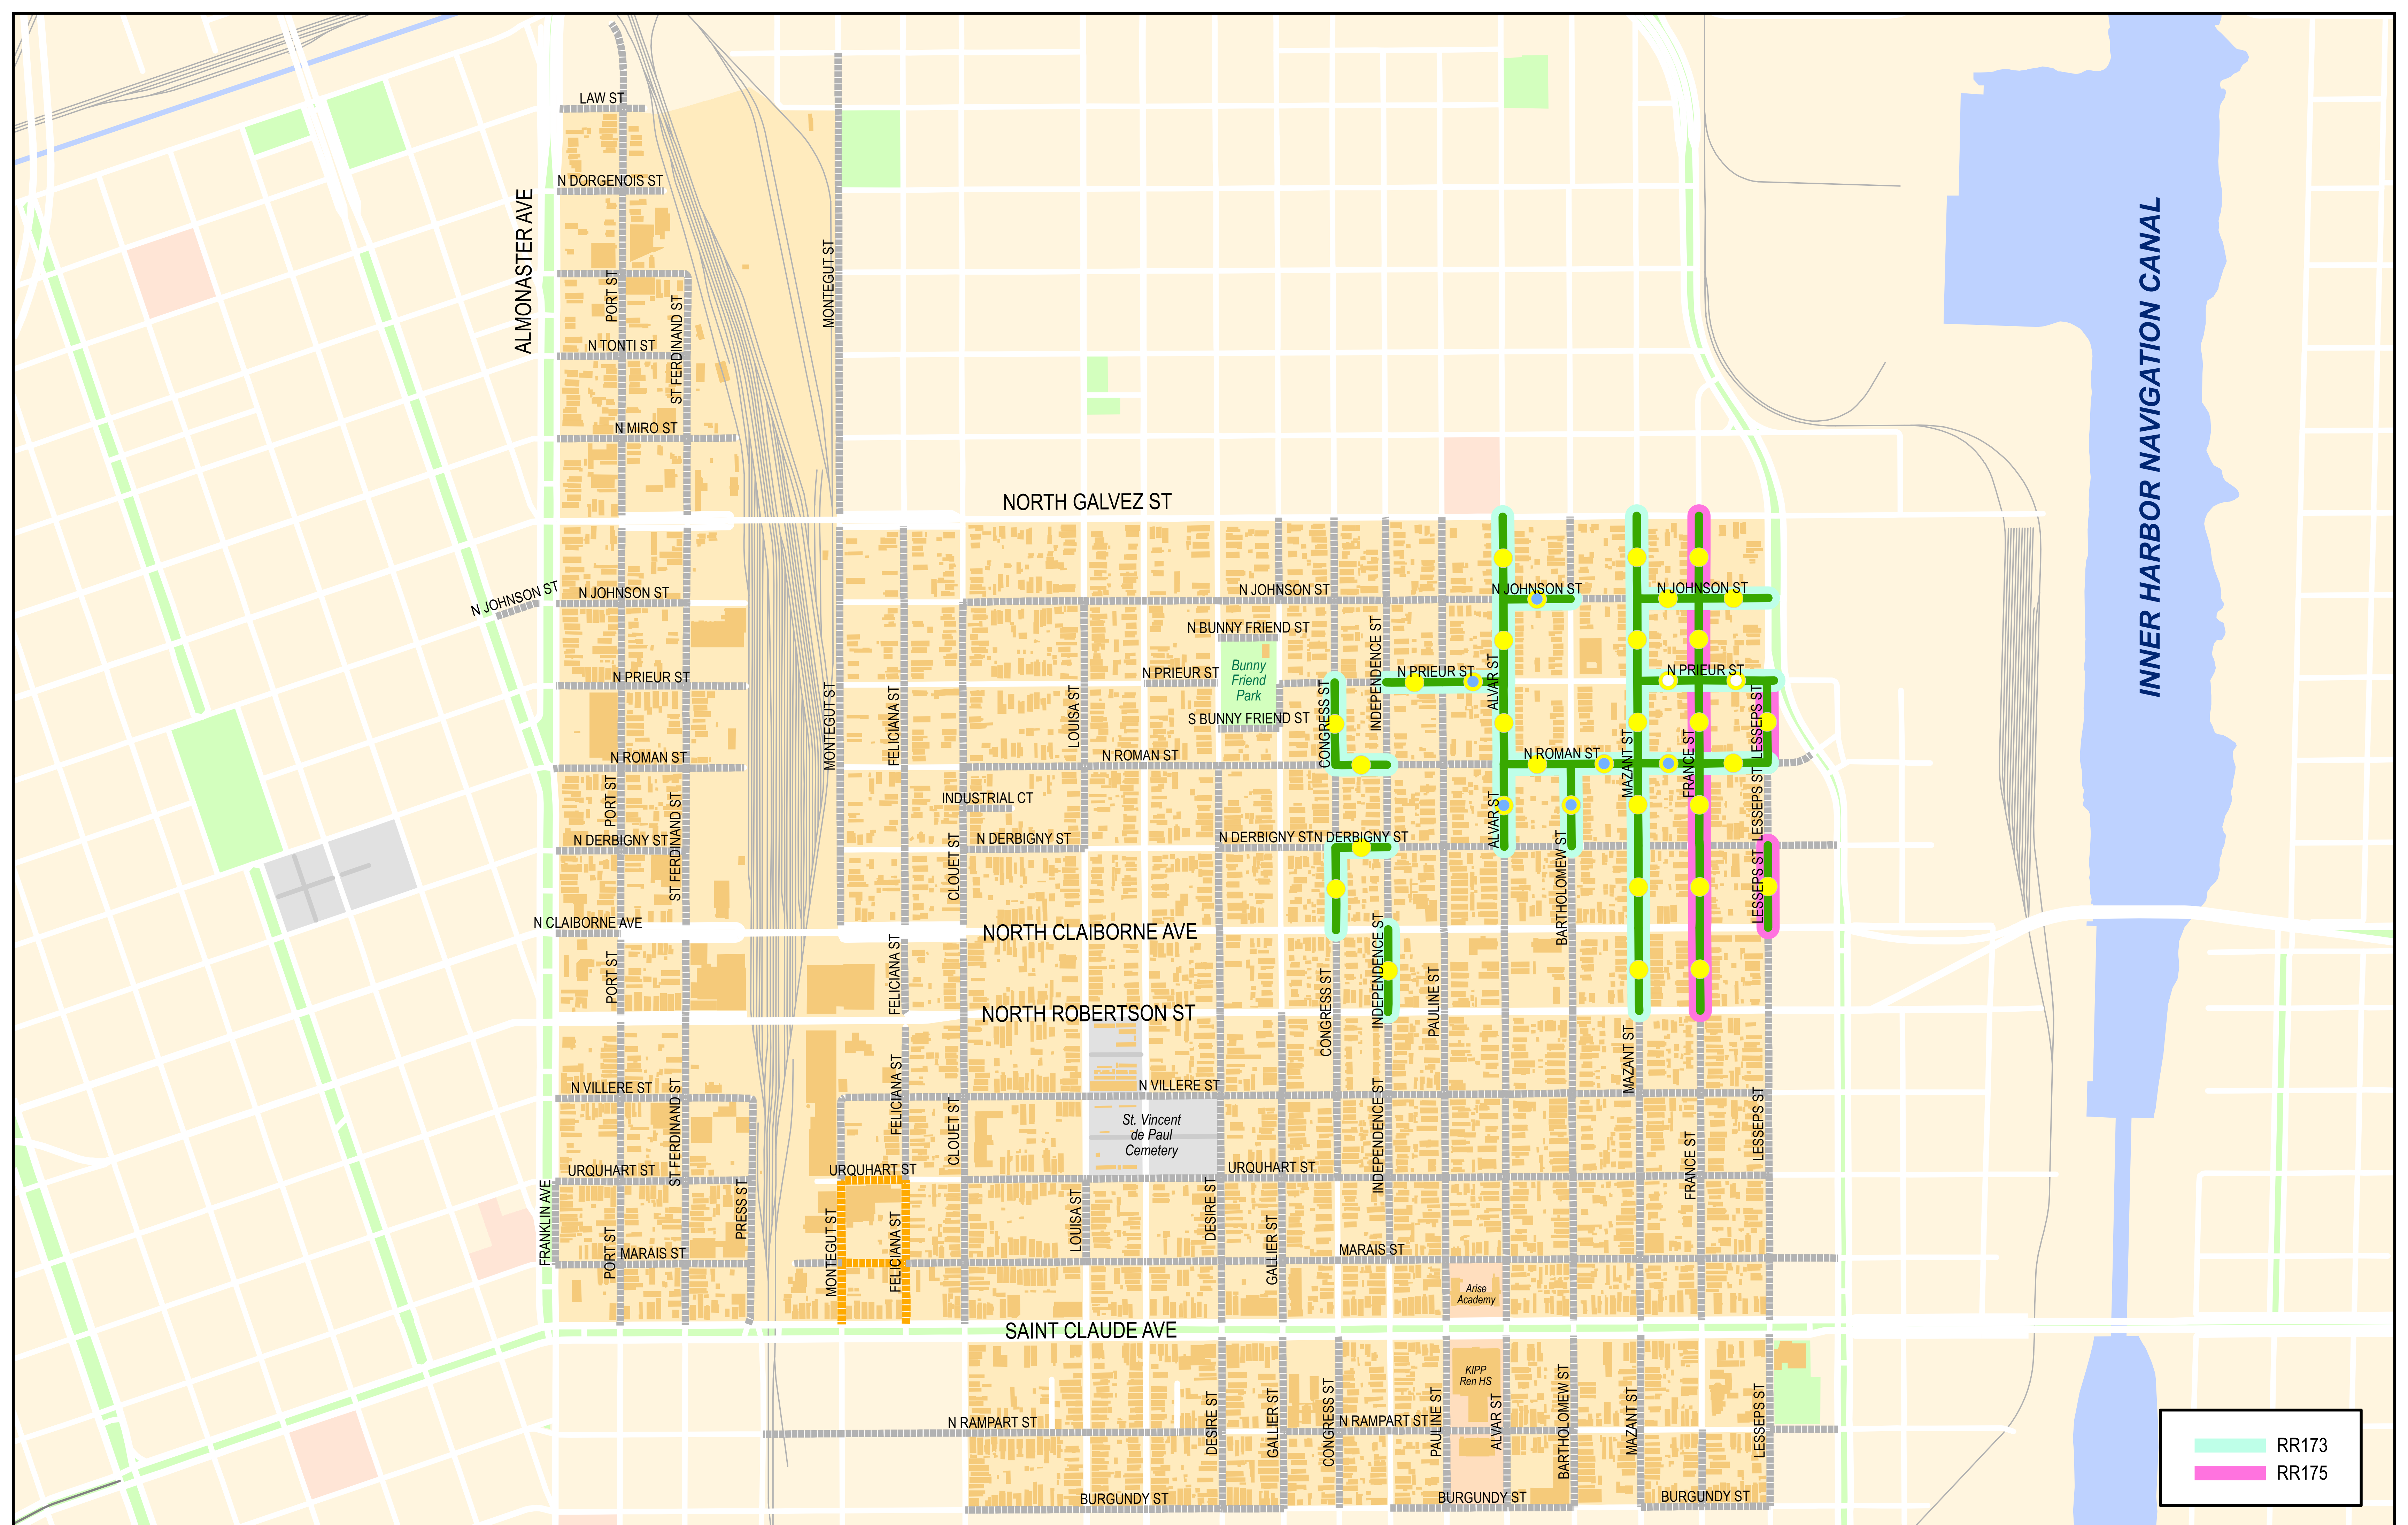 LAW ST
N DORGENOIS ST
ALMONASTER AVE
PORT ST
ST FERDINAND ST
MONTEGUT ST
N TONTI ST
N MIRO ST
INNER HARBOR NAVIGATION CANAL
NORTH GALVEZ ST
N JOHNSON ST
N JOHNSON ST
N JOHNSON ST
N JOHNSON ST
N JOHNSON ST
N BUNNY FRIEND ST
INDEPENDENCE ST
Bunny
Friend
Park
N PRIEUR ST
N PRIEUR ST
N PRIEUR ST
N PRIEUR ST
MONTEGUT ST
FELICIANA ST
LOUISA ST
S BUNNY FRIEND ST
CONGRESS ST
ALVAR ST
LESSEPS ST
N ROMAN ST
N ROMAN ST
N ROMAN ST
MAZANT ST
FRANCE ST
PORT ST
ST FERDINAND ST
INDUSTRIAL CT
ALVAR ST
LESSEPS ST
N DERBIGNY ST
CLOUET ST
N DERBIGNY ST
N DERBIGNY ST
N DERBIGNY ST
BARTHOLOMEW ST
LESSEPS ST
N CLAIBORNE AVE
NORTH CLAIBORNE AVE
PORT ST
FELICIANA ST
CONGRESS ST
INDEPENDENCE ST
PAULINE ST
NORTH ROBERTSON ST
N VILLERE ST
ST FERDINAND ST
FELICIANA ST
CLOUET ST
N VILLERE ST
INDEPENDENCE ST
MAZANT ST
LESSEPS ST
St. Vincent
de Paul
Cemetery
URQUHART ST
URQUHART ST
URQUHART ST
FRANCE ST
FRANKLIN AVE
PORT ST
MARAIS ST
PRESS ST
MONTEGUT ST
FELICIANA ST
LOUISA ST
DESIRE ST
GALLIER ST
MARAIS ST
Arise
Academy
SAINT CLAUDE AVE
KIPP
Ren HS
N RAMPART ST
DESIRE ST
GALLIER ST
CONGRESS ST
N RAMPART ST
PAULINE ST
ALVAR ST
BARTHOLOMEW ST
MAZANT ST
LESSEPS ST
BURGUNDY ST
BURGUNDY ST
BURGUNDY ST
RR173
RR175